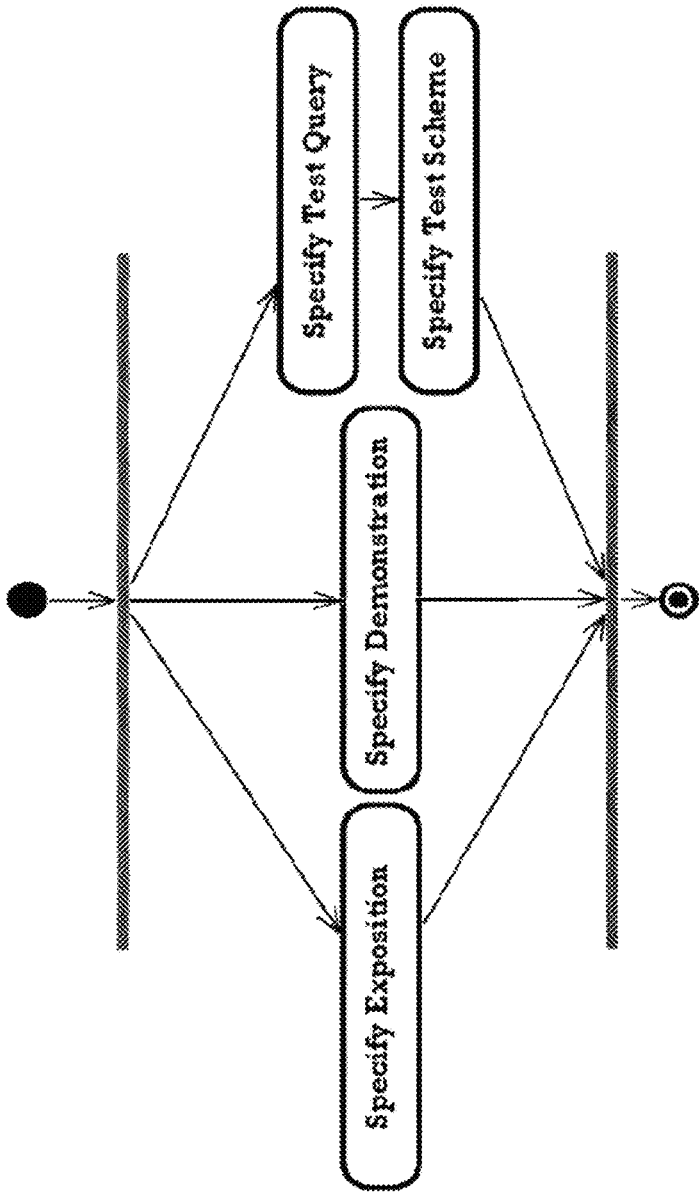 Specify Test Query
Specify Test Scheme
Specify Demonstration
Specify Exposition